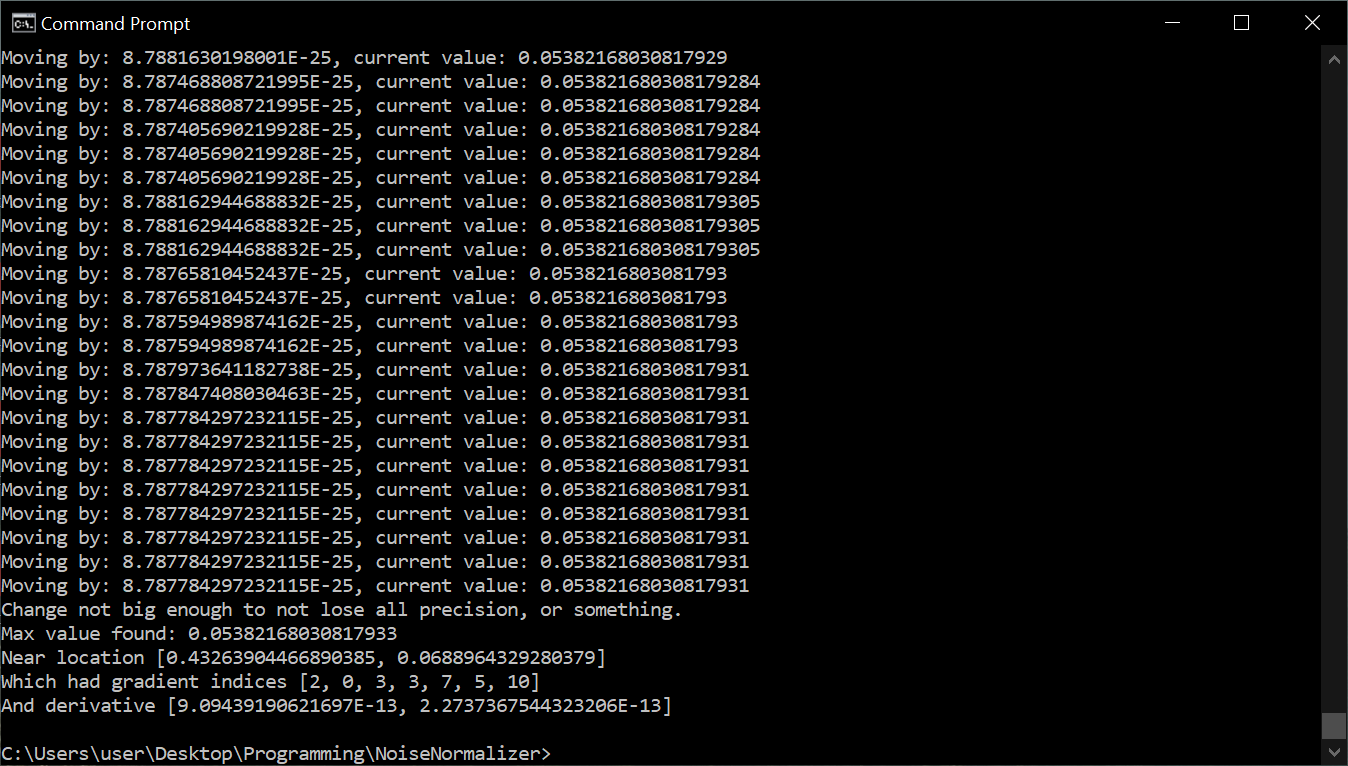 Command Prompt
Moving by: 8.7881630198001E-25, current value: 0.05382168030817929
Moving by: 8.787468808721995E-25, current value: 0.053821680308179284
Moving by: 8.787468808721995E-25, current value: 0.053821680308179284
Moving by: 8.787405690219928E-25, current value: 0.053821680308179284
Moving by: 8.787405690219928E-25, current value: 0.053821680308179284
Moving by: 8.787405690219928E-25, current value: 0.053821680308179284
Moving by: 8.788162944688832E-25, current value: 0.053821680308179305
Moving by: 8.788162944688832E-25, current value: 0.053821680308179305
Moving by: 8.788162944688832E-25, current value: 0.053821680308179305
Moving by: 8.78765810452437E-25, current value: 0.0538216803081793
Moving by: 8.78765810452437E-25, current value: 0.0538216803081793
Moving by: 8.787594989874162E-25, current value: 0.0538216803081793
Moving by: 8.787594989874162E-25, current value: 0.0538216803081793
Moving by: 8.787973641182738E-25, current value: 0.05382168030817931
Moving by: 8.787847408030463E-25, current value: 0.05382168030817931
Moving by: 8.787784297232115E-25, current value: 0.05382168030817931
Moving by: 8.787784297232115E-25, current value: 0.05382168030817931
Moving by: 8.787784297232115E-25, current value: 0.05382168030817931
Moving by: 8.787784297232115E-25, current value: 0.05382168030817931
Moving by: 8.787784297232115E-25, current value: 0.05382168030817931
Moving by: 8.787784297232115E-25, current value: 0.05382168030817931
Moving by: 8.787784297232115E-25, current value: 0.05382168030817931
Moving by: 8.787784297232115E-25, current value: 0.05382168030817931
Change not big enough to not lose all precision, or something.
Max value found: 0.05382168030817933
Near location [0.43263904466890385, 0.0688964329280379]
Which had gradient indices [2, 0, 3, 3, 7, 5, 10]
And derivative [9.09439190621697E-13, 2.2737367544323206E-13]
C:\Users\user\Desktop\Programming\NoiseNormalizer>